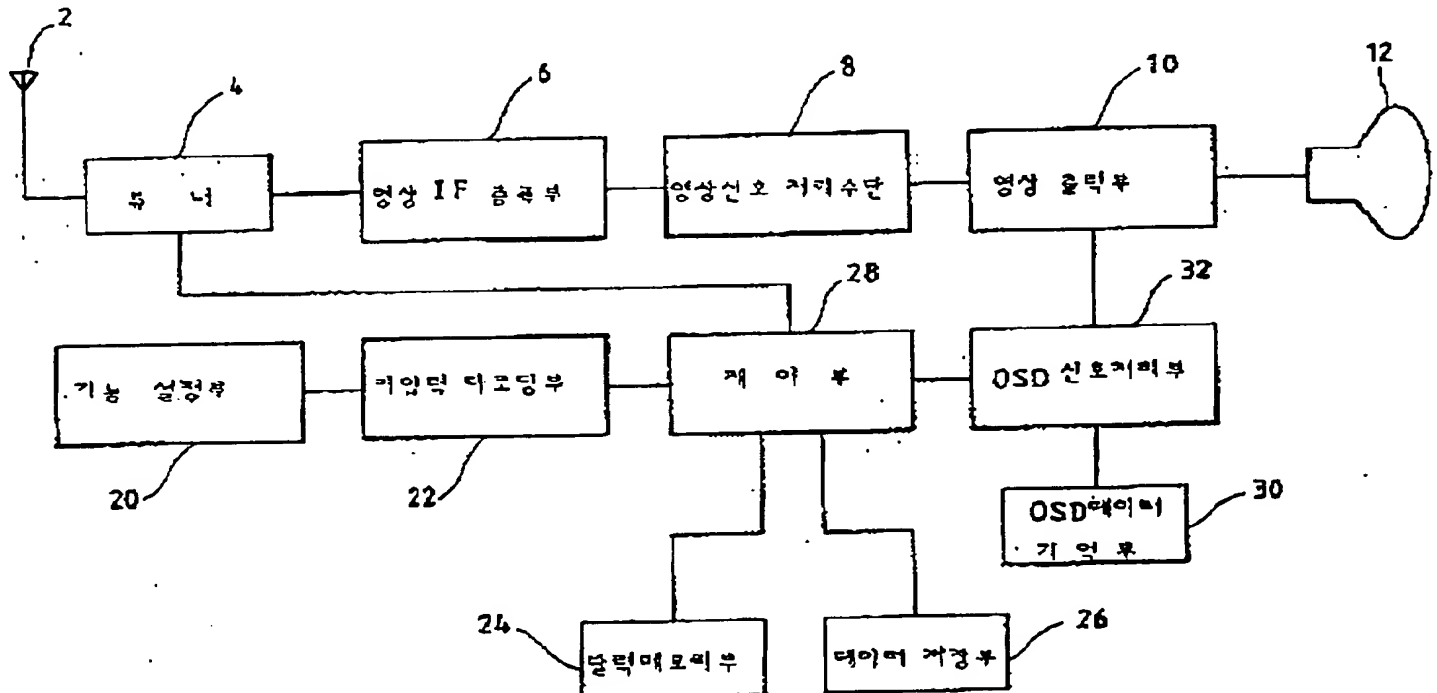 2
4
6
8
10
12
튜 너
영상 IF 증폭부
영상신호 처리수단
영상 출력부
28
32
기능 설정부
키입력 디코딩부
제 어 부
OSD 신호처리부
20
22
30
OSD데이터
기 억 부
24
26
달력메모리부
데이터 저장부